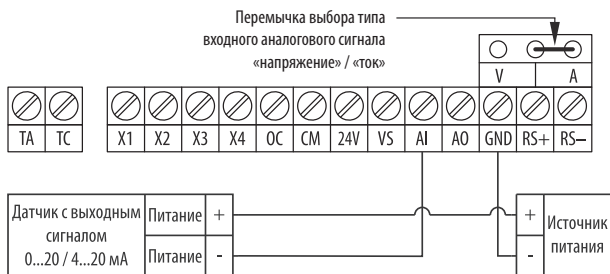 Перемычка выбора типа
входного аналогового сигнала
«напряжение» / «ток»
V A
TA TC X1 X2 X3 X4 OC CM 24V VS AI AO GND RS+ RS–
Датчик с выходным
сигналом
0...20 / 4...20 мА
Питание +
Питание -
+
-
Источник
питания